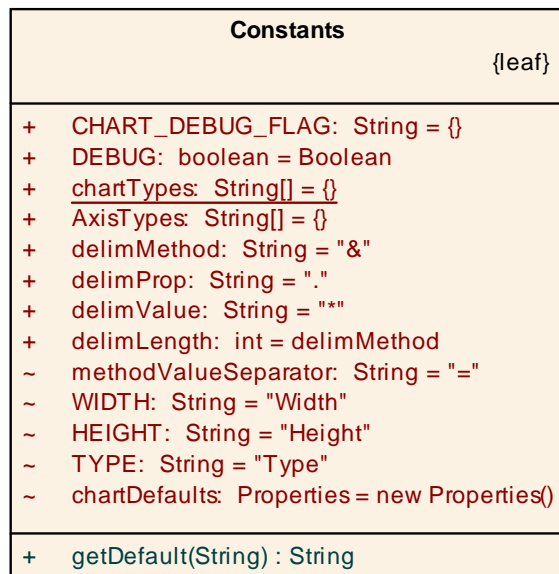 Constants
{leaf}
+ CHART_DEBUG_FLAG: String = {}
+ DEBUG: boolean = Boolean
+ chartTypes: String[] = {}
+ AxisTypes: String[] = {}
+ delimMethod: String = "&"
+ delimProp: String = "."
+ delimValue: String = "*"
+ delimLength: int = delimMethod
~ methodValueSeparator: String = "="
~ WIDTH: String = "Width"
~ HEIGHT: String = "Height"
~ TYPE: String = "Type"
~ chartDefaults: Properties = new Properties()
+ getDefault(String) : String